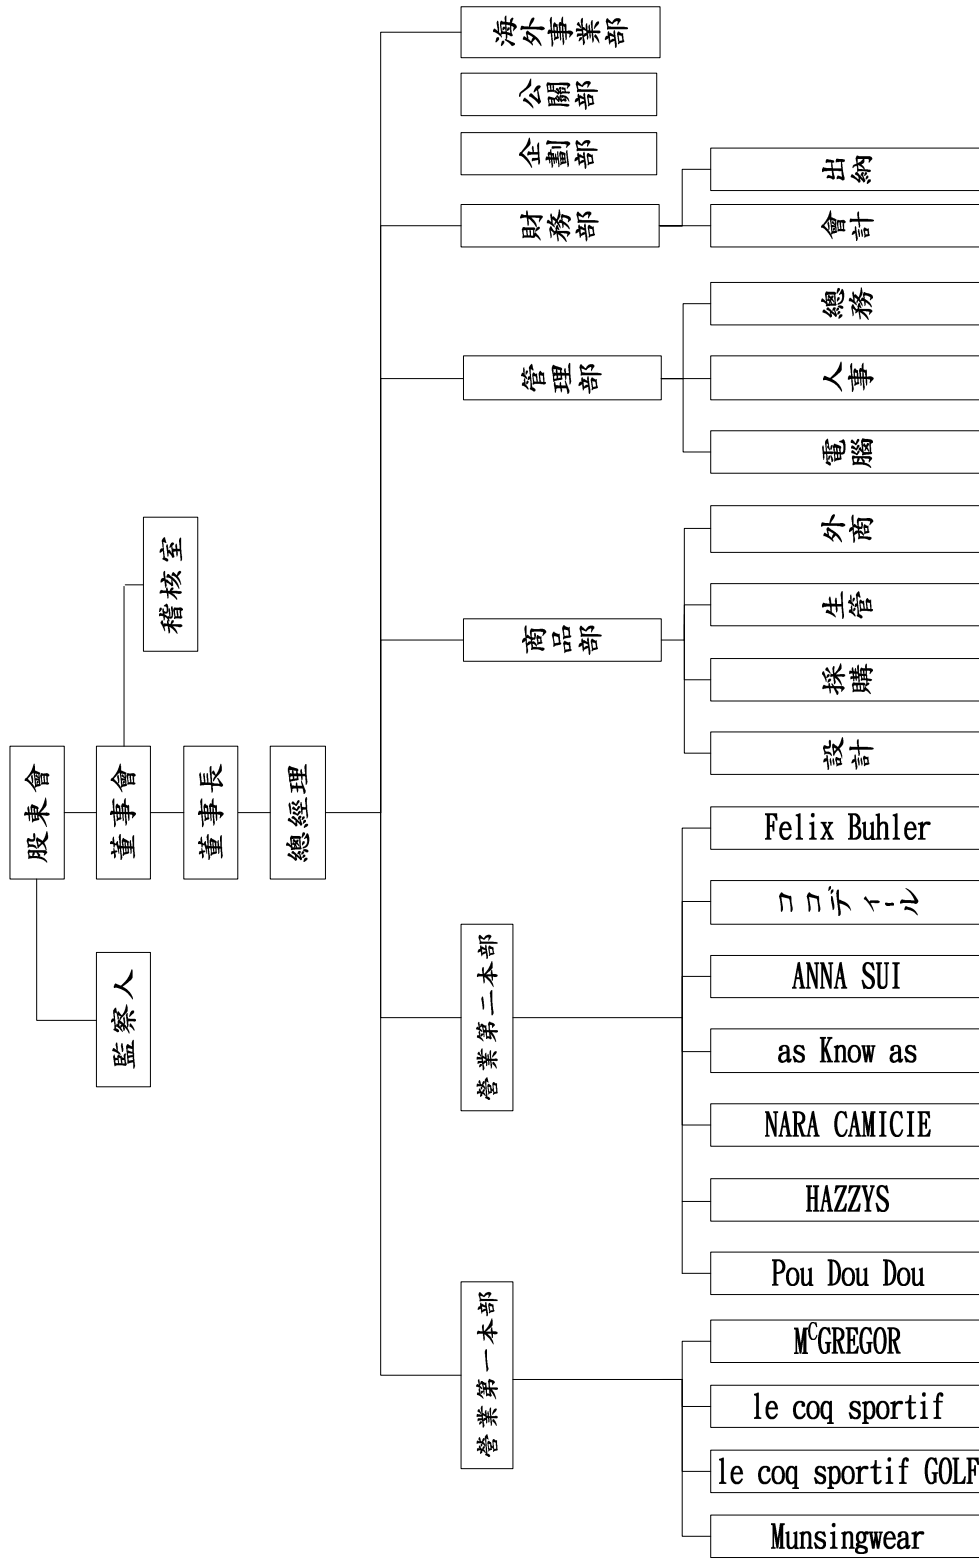 股東會
監察人
董事會
稽核室
董事長
總經理
營業第一本部
營業第二本部
商品部
管理部
財務部
企劃部
公關部
海外事業部
Munsingwear
le coq sportif GOLF
le coq sportif
MCGREGOR
Pou Dou Dou
HAZZYS
NARA CAMICIE
as Know as
ANNA SUI
ココディール
Felix Buhler
設計
採購
生管
外商
電腦
人事
總務
會計
出納